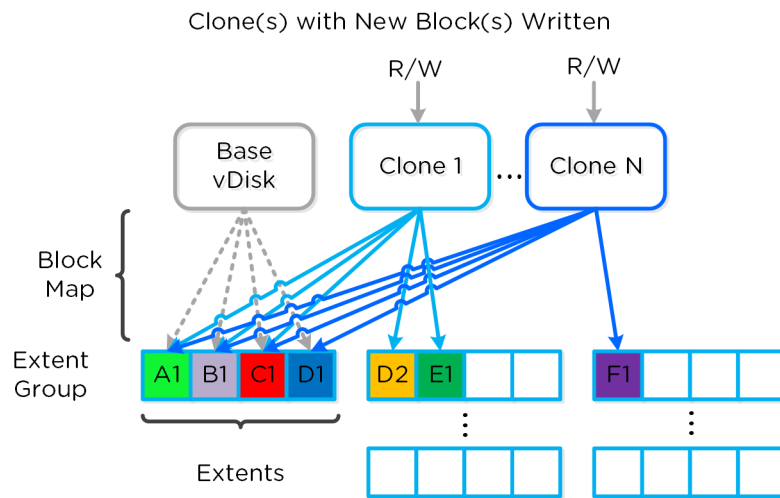 Clone(s) with New Block(s) Written
R/W
R/W
Base
vDisk
Clone 1
...
Clone N
Block
Map
Extent
Group
A1
B1
C1
D1
D2
E1
F1
Extents